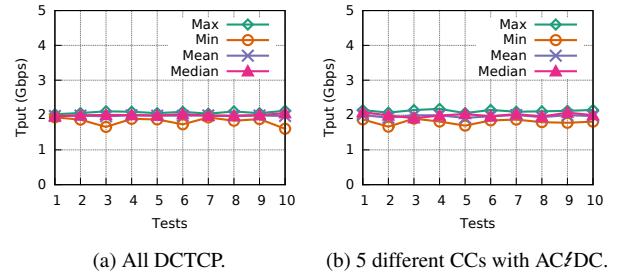 5
4
3
2
1
0
Tput (Gbps)
Max
Min
Mean
Median
1 2 3 4 5 6 7 8 9 10
Tests
(a) All DCTCP.
5
4
3
2
1
0
Tput (Gbps)
Max
Min
Mean
Median
1 2 3 4 5 6 7 8 9 10
Tests
(b) 5 different CCs with AC⚡DC.